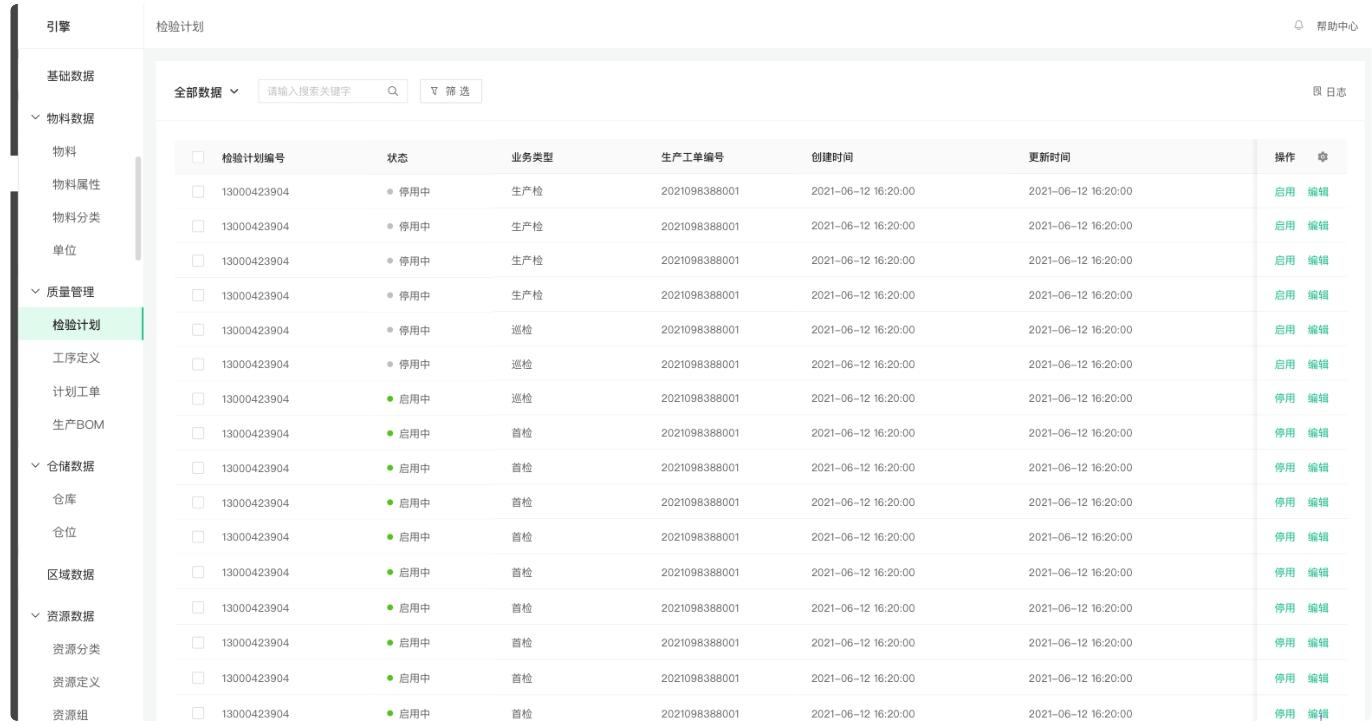 引擎
基础数据
物料数据
物料
物料属性
物料分类
单位
质量管理
检验计划
工序定义
计划工单
生产BOM
仓储数据
仓库
仓位
区域数据
资源数据
资源分类
资源定义
资源组
检验计划 帮助中心
全部数据 请输入搜索关键字 筛选 日志
检验计划编号 状态 业务类型 生产工单编号 创建时间 更新时间 操作
13000423904 停用中 生产检 2021098388001 2021-06-12 16:20:00 2021-06-12 16:20:00 启用 编辑
13000423904 停用中 生产检 2021098388001 2021-06-12 16:20:00 2021-06-12 16:20:00 启用 编辑
13000423904 停用中 生产检 2021098388001 2021-06-12 16:20:00 2021-06-12 16:20:00 启用 编辑
13000423904 停用中 生产检 2021098388001 2021-06-12 16:20:00 2021-06-12 16:20:00 启用 编辑
13000423904 停用中 巡检 2021098388001 2021-06-12 16:20:00 2021-06-12 16:20:00 启用 编辑
13000423904 停用中 巡检 2021098388001 2021-06-12 16:20:00 2021-06-12 16:20:00 启用 编辑
13000423904 启用中 巡检 2021098388001 2021-06-12 16:20:00 2021-06-12 16:20:00 停用 编辑
13000423904 启用中 首检 2021098388001 2021-06-12 16:20:00 2021-06-12 16:20:00 停用 编辑
13000423904 启用中 首检 2021098388001 2021-06-12 16:20:00 2021-06-12 16:20:00 停用 编辑
13000423904 启用中 首检 2021098388001 2021-06-12 16:20:00 2021-06-12 16:20:00 停用 编辑
13000423904 启用中 首检 2021098388001 2021-06-12 16:20:00 2021-06-12 16:20:00 停用 编辑
13000423904 启用中 首检 2021098388001 2021-06-12 16:20:00 2021-06-12 16:20:00 停用 编辑
13000423904 启用中 首检 2021098388001 2021-06-12 16:20:00 2021-06-12 16:20:00 停用 编辑
13000423904 启用中 首检 2021098388001 2021-06-12 16:20:00 2021-06-12 16:20:00 停用 编辑
13000423904 启用中 首检 2021098388001 2021-06-12 16:20:00 2021-06-12 16:20:00 停用 编辑
13000423904 启用中 首检 2021098388001 2021-06-12 16:20:00 2021-06-12 16:20:00 停用 编辑